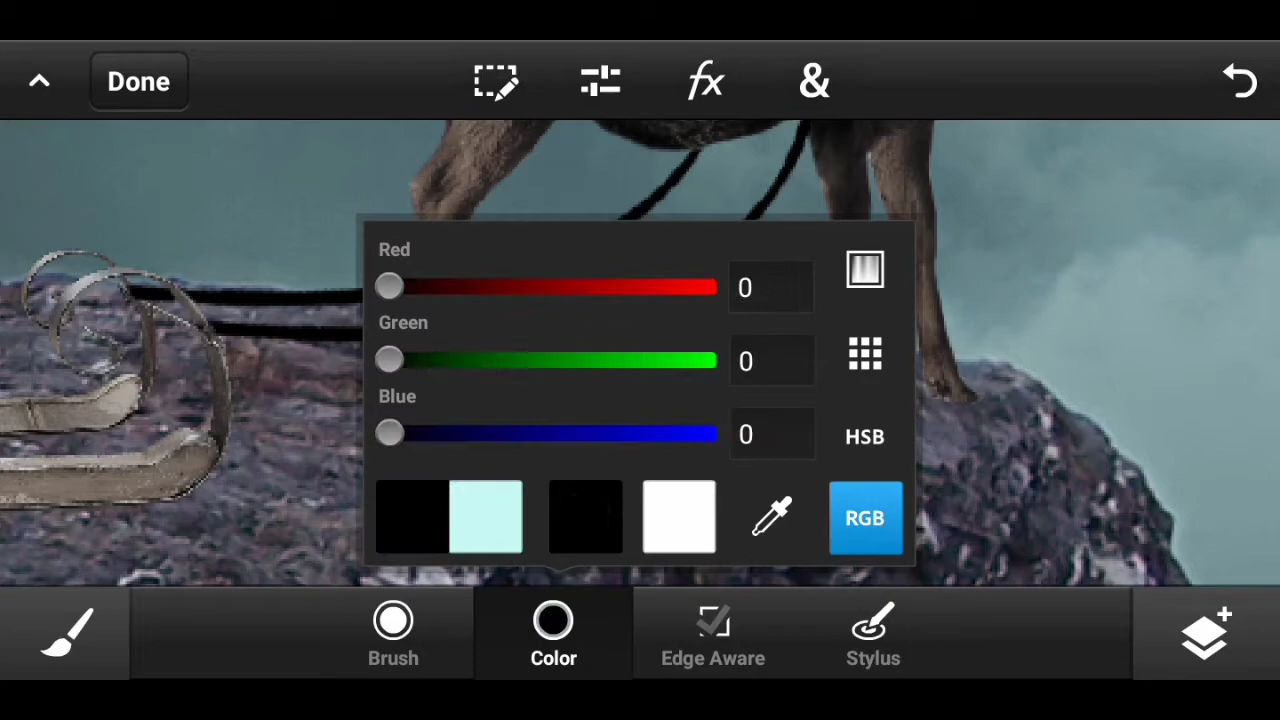 Done
fx
&
Red
0
Green
0
Blue
0
HSB
RGB
Brush
Color
Edge Aware
Stylus